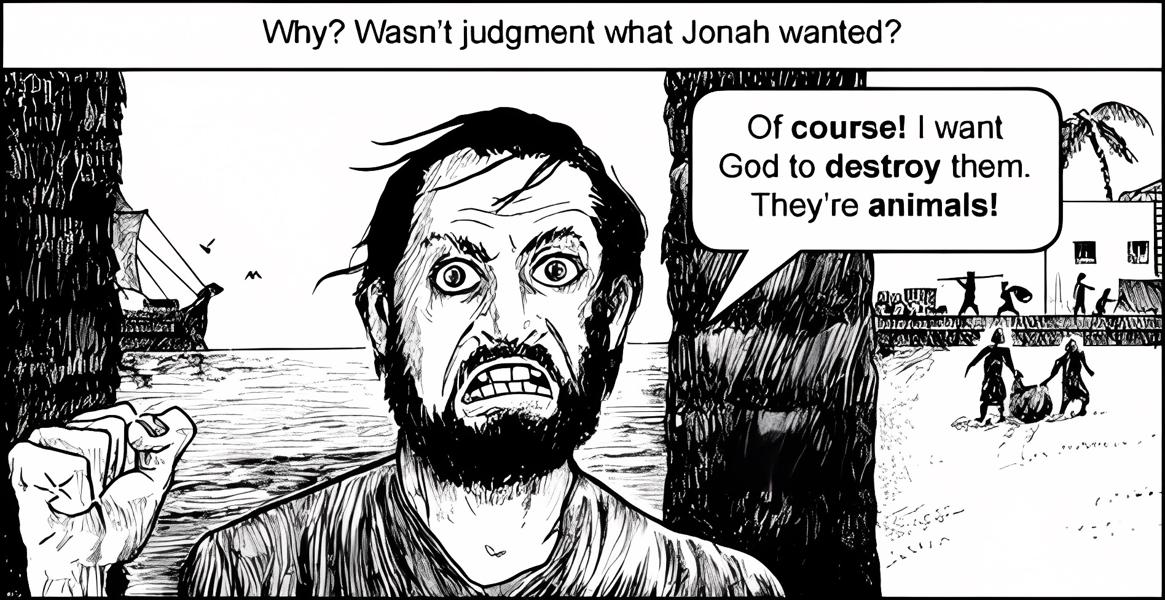 Why? Wasn’t judgment what Jonah wanted?
Of course! I want
God to destroy them.
They’re animals!